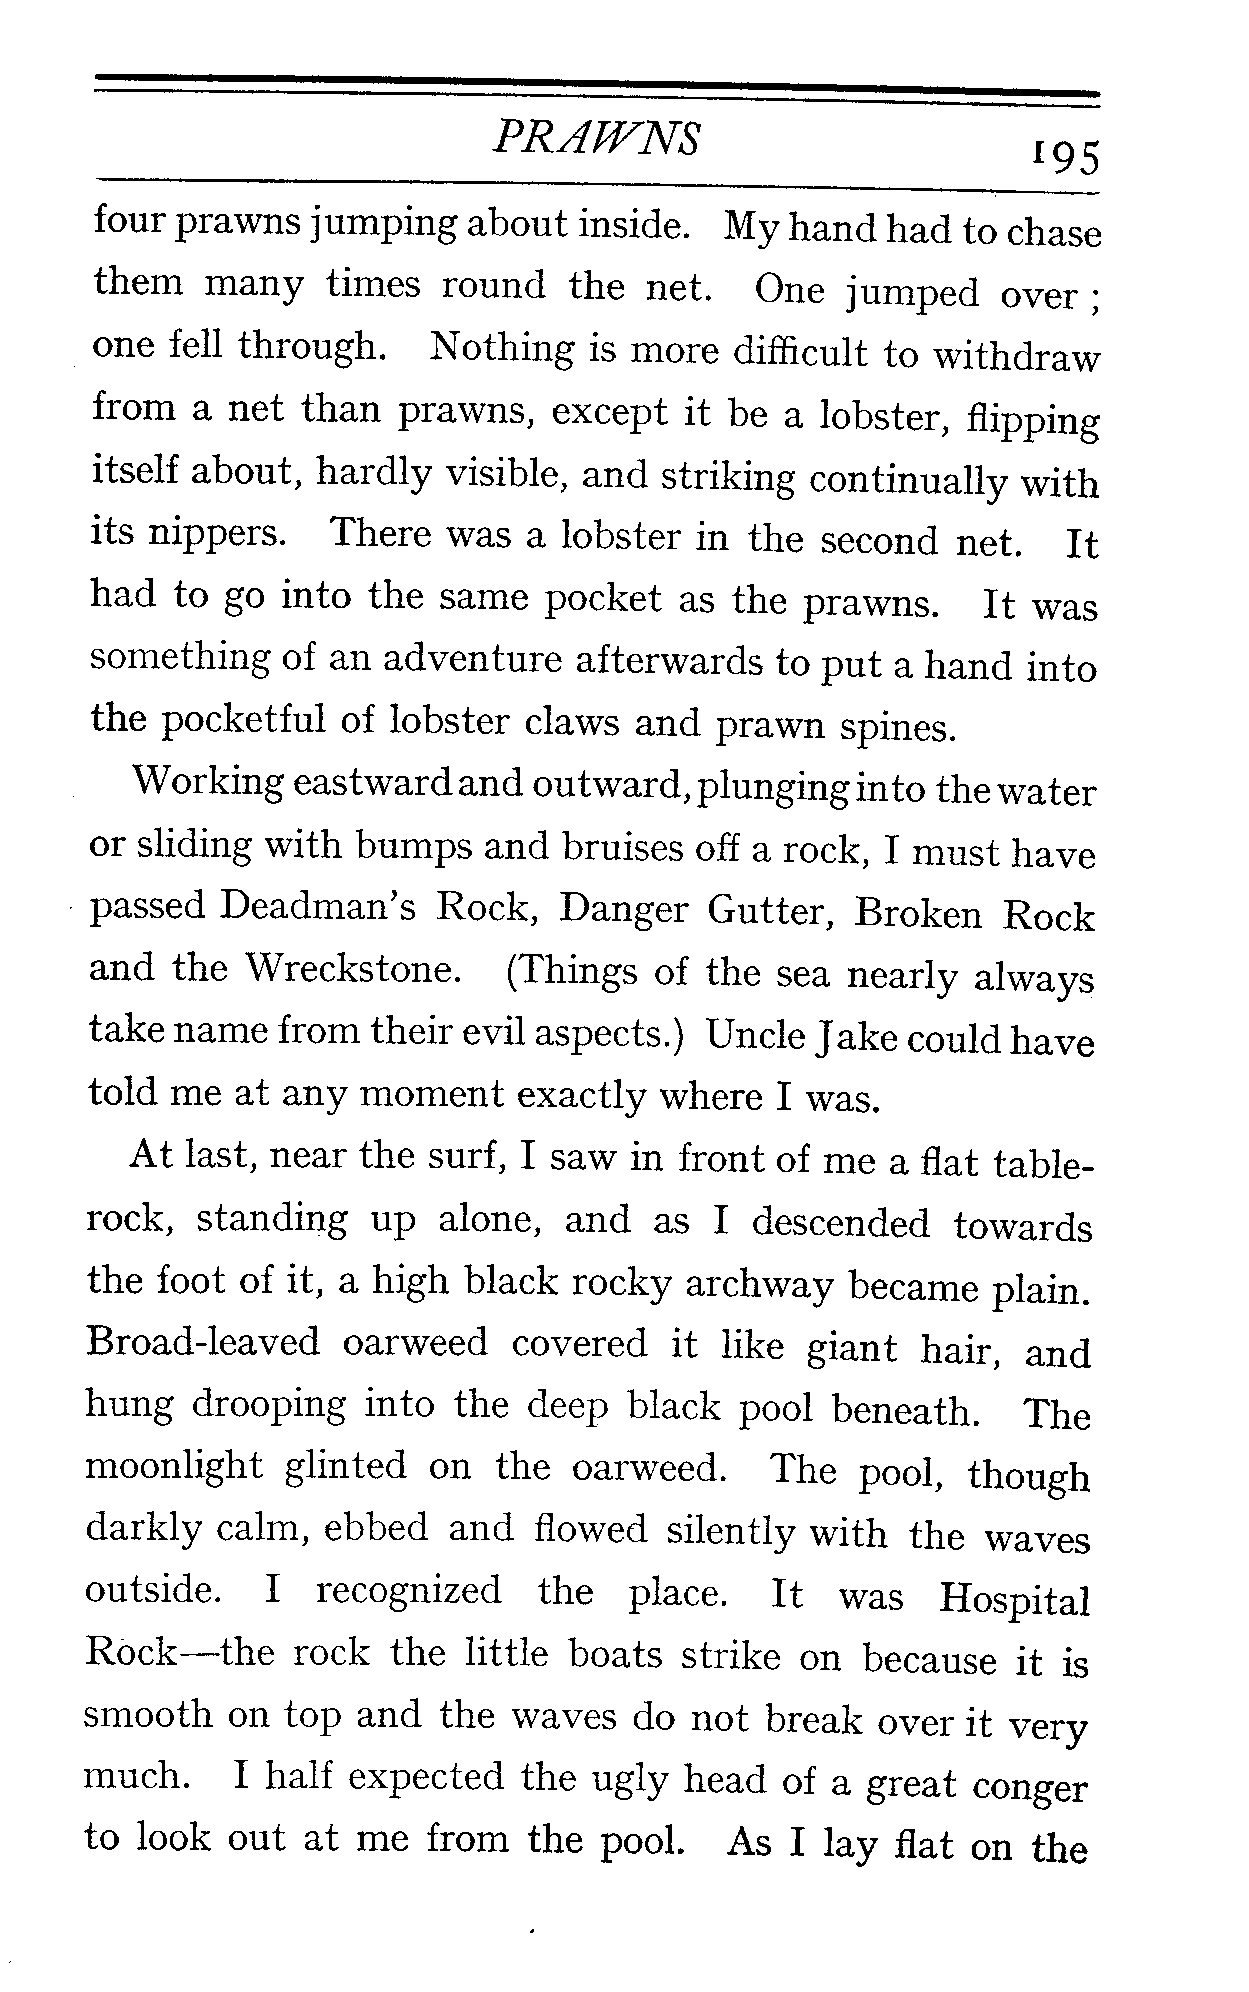 PRAWNS 195
four prawns jumping about inside. My hand had to chase
them many times round the net. One jumped over ;
one fell through. Nothing is more difficult to withdraw
from a net than prawns, except it be a lobster, flipping
itself about, hardly visible, and striking continually with
its nippers. There was a lobster in the second net. It
had to go into the same pocket as the prawns. It was
something of an adventure afterwards to put a hand into
the pocketful of lobster claws and prawn spines.
Working eastward and outward, plunging into the water
or sliding with bumps and bruises off a rock, I must have
passed Deadman's Rock, Danger Gutter, Broken Rock
and the Wreckstone. (Things of the sea nearly always
take name from their evil aspects.) Uncle Jake could have
told me at any moment exactly where I was.
At last, near the surf, I saw in front of me a flat table-
rock, standing up alone, and as I descended towards
the foot of it, a high black rocky archway became plain.
Broad-leaved oarweed covered it like giant hair, and
hung drooping into the deep black pool beneath. The
moonlight glinted on the oarweed. The pool, though
darkly calm, ebbed and flowed silently with the waves
outside. I recognized the place. It was Hospital
Rock—the rock the little boats strike on because it is
smooth on top and the waves do not break over it very
much. I half expected the ugly head of a great conger
to look out at me from the pool. As I lay flat on the